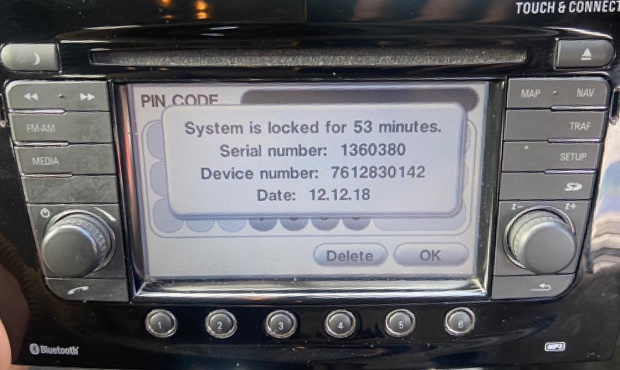 TOUCH & CONNECT
MAP NAV
FM-AM
TRAF
MEDIA
SETUP
PIN CODE
System is locked for 53 minutes.
Serial number: 1360380
Device number: 7612830142
Date: 12.12.18
Delete OK
z- z+
1 2 3 4 5 6
Bluetooth
MP3